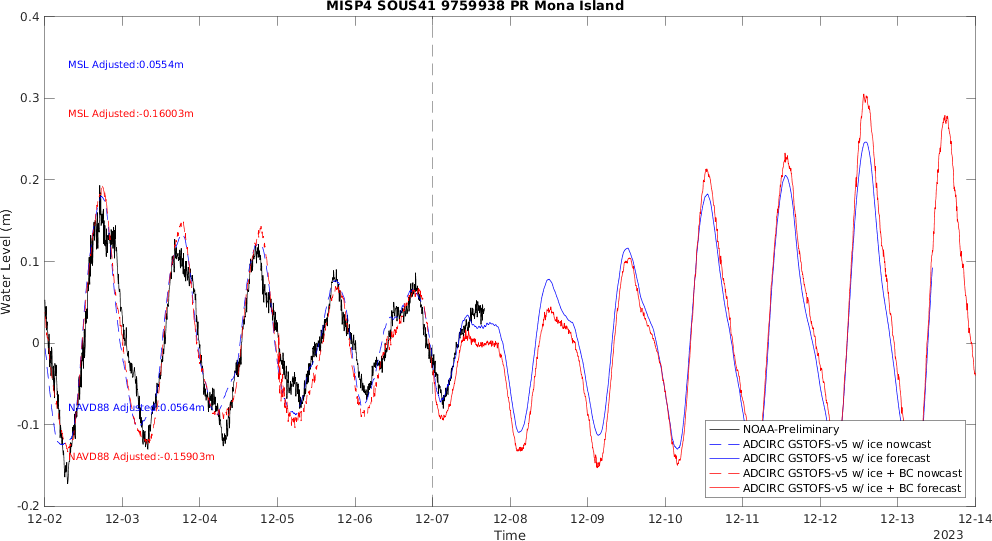 MISP4 SOUS41 9759938 PR Mona Island
0.4
0.3
0.2
0.1
0
-0.1
-0.2
Water Level (m)
MSL Adjusted:0.0554m
MSL Adjusted:-0.16003m
NAVD88 Adjusted:0.0564m
NAVD88 Adjusted:-0.15903m
NOAA-Preliminary
ADCIRC GSTOFS-v5 w/ ice nowcast
ADCIRC GSTOFS-v5 w/ ice forecast
ADCIRC GSTOFS-v5 w/ ice + BC nowcast
ADCIRC GSTOFS-v5 w/ ice + BC forecast
12-02 12-03 12-04 12-05 12-06 12-07 12-08 12-09 12-10 12-11 12-12 12-13 12-14
Time
2023